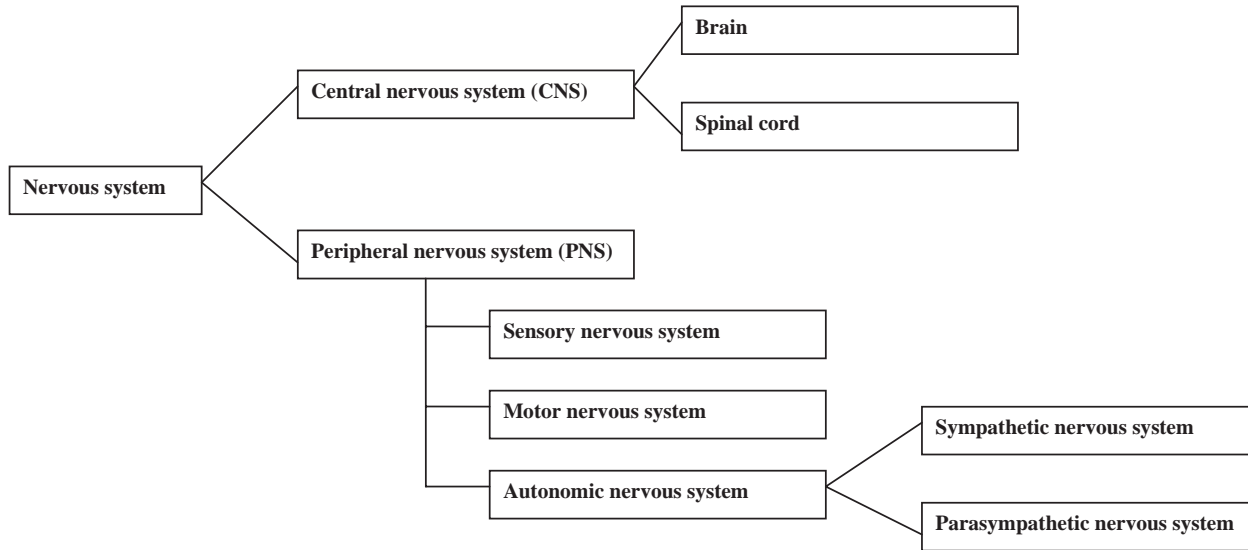 Brain
Central nervous system (CNS)
Spinal cord
Nervous system
Peripheral nervous system (PNS)
Sensory nervous system
Motor nervous system
Sympathetic nervous system
Autonomic nervous system
Parasympathetic nervous system